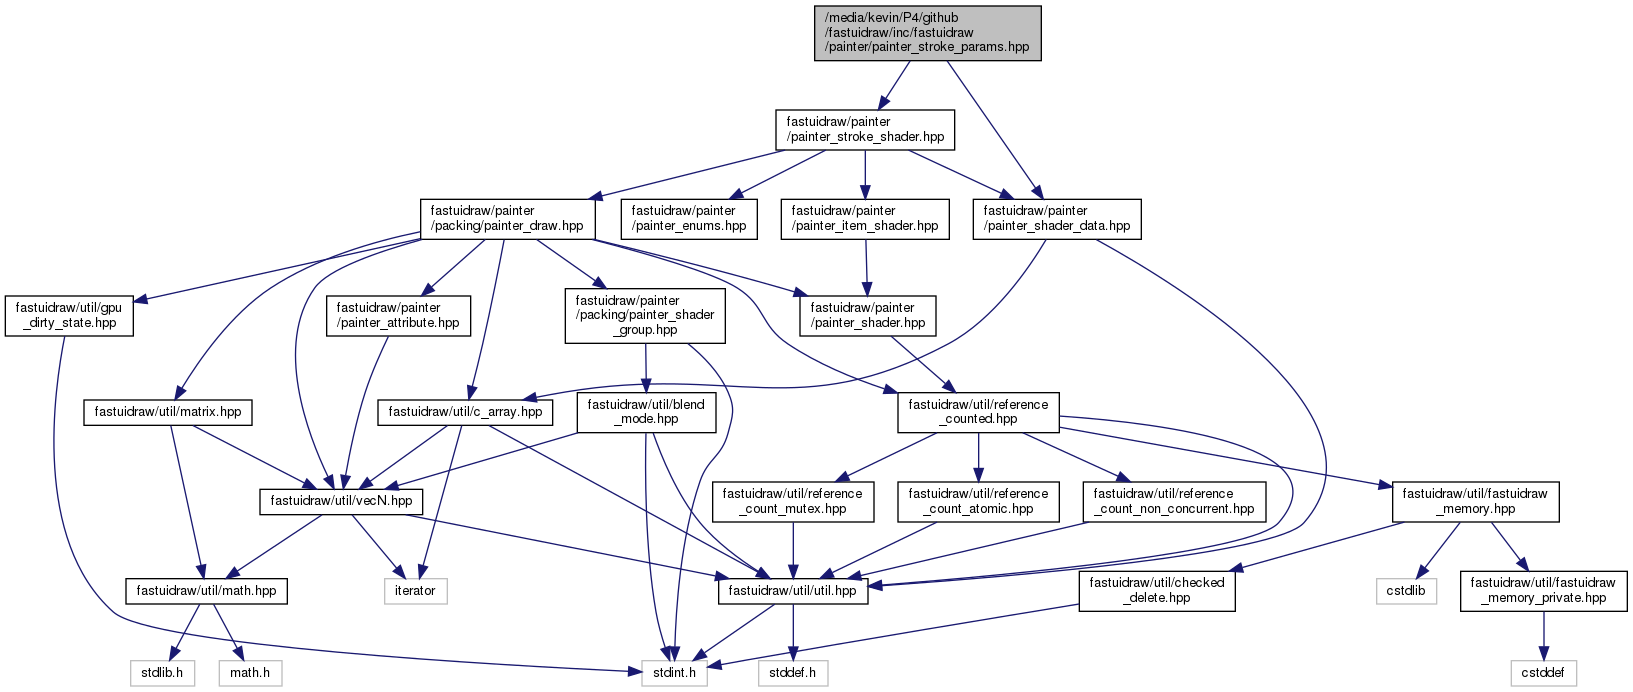 /media/kevin/P4/github
/fastuidraw/inc/fastuidraw
/painter/painter_stroke_params.hpp
fastuidraw/painter
/painter_stroke_shader.hpp
fastuidraw/painter
/packing/painter_draw.hpp
fastuidraw/painter
/painter_enums.hpp
fastuidraw/painter
/painter_item_shader.hpp
fastuidraw/painter
/painter_shader_data.hpp
fastuidraw/util/gpu
_dirty_state.hpp
fastuidraw/painter
/painter_attribute.hpp
fastuidraw/painter
/packing/painter_shader
_group.hpp
fastuidraw/painter
/painter_shader.hpp
fastuidraw/util/matrix.hpp
fastuidraw/util/c_array.hpp
fastuidraw/util/blend
_mode.hpp
fastuidraw/util/reference
_counted.hpp
fastuidraw/util/vecN.hpp
fastuidraw/util/reference
_count_mutex.hpp
fastuidraw/util/reference
_count_atomic.hpp
fastuidraw/util/reference
_count_non_concurrent.hpp
fastuidraw/util/fastuidraw
_memory.hpp
fastuidraw/util/math.hpp
iterator
fastuidraw/util/util.hpp
fastuidraw/util/checked
_delete.hpp
cstdlib
fastuidraw/util/fastuidraw
_memory_private.hpp
stdlib.h
math.h
stdint.h
stddef.h
cstddef